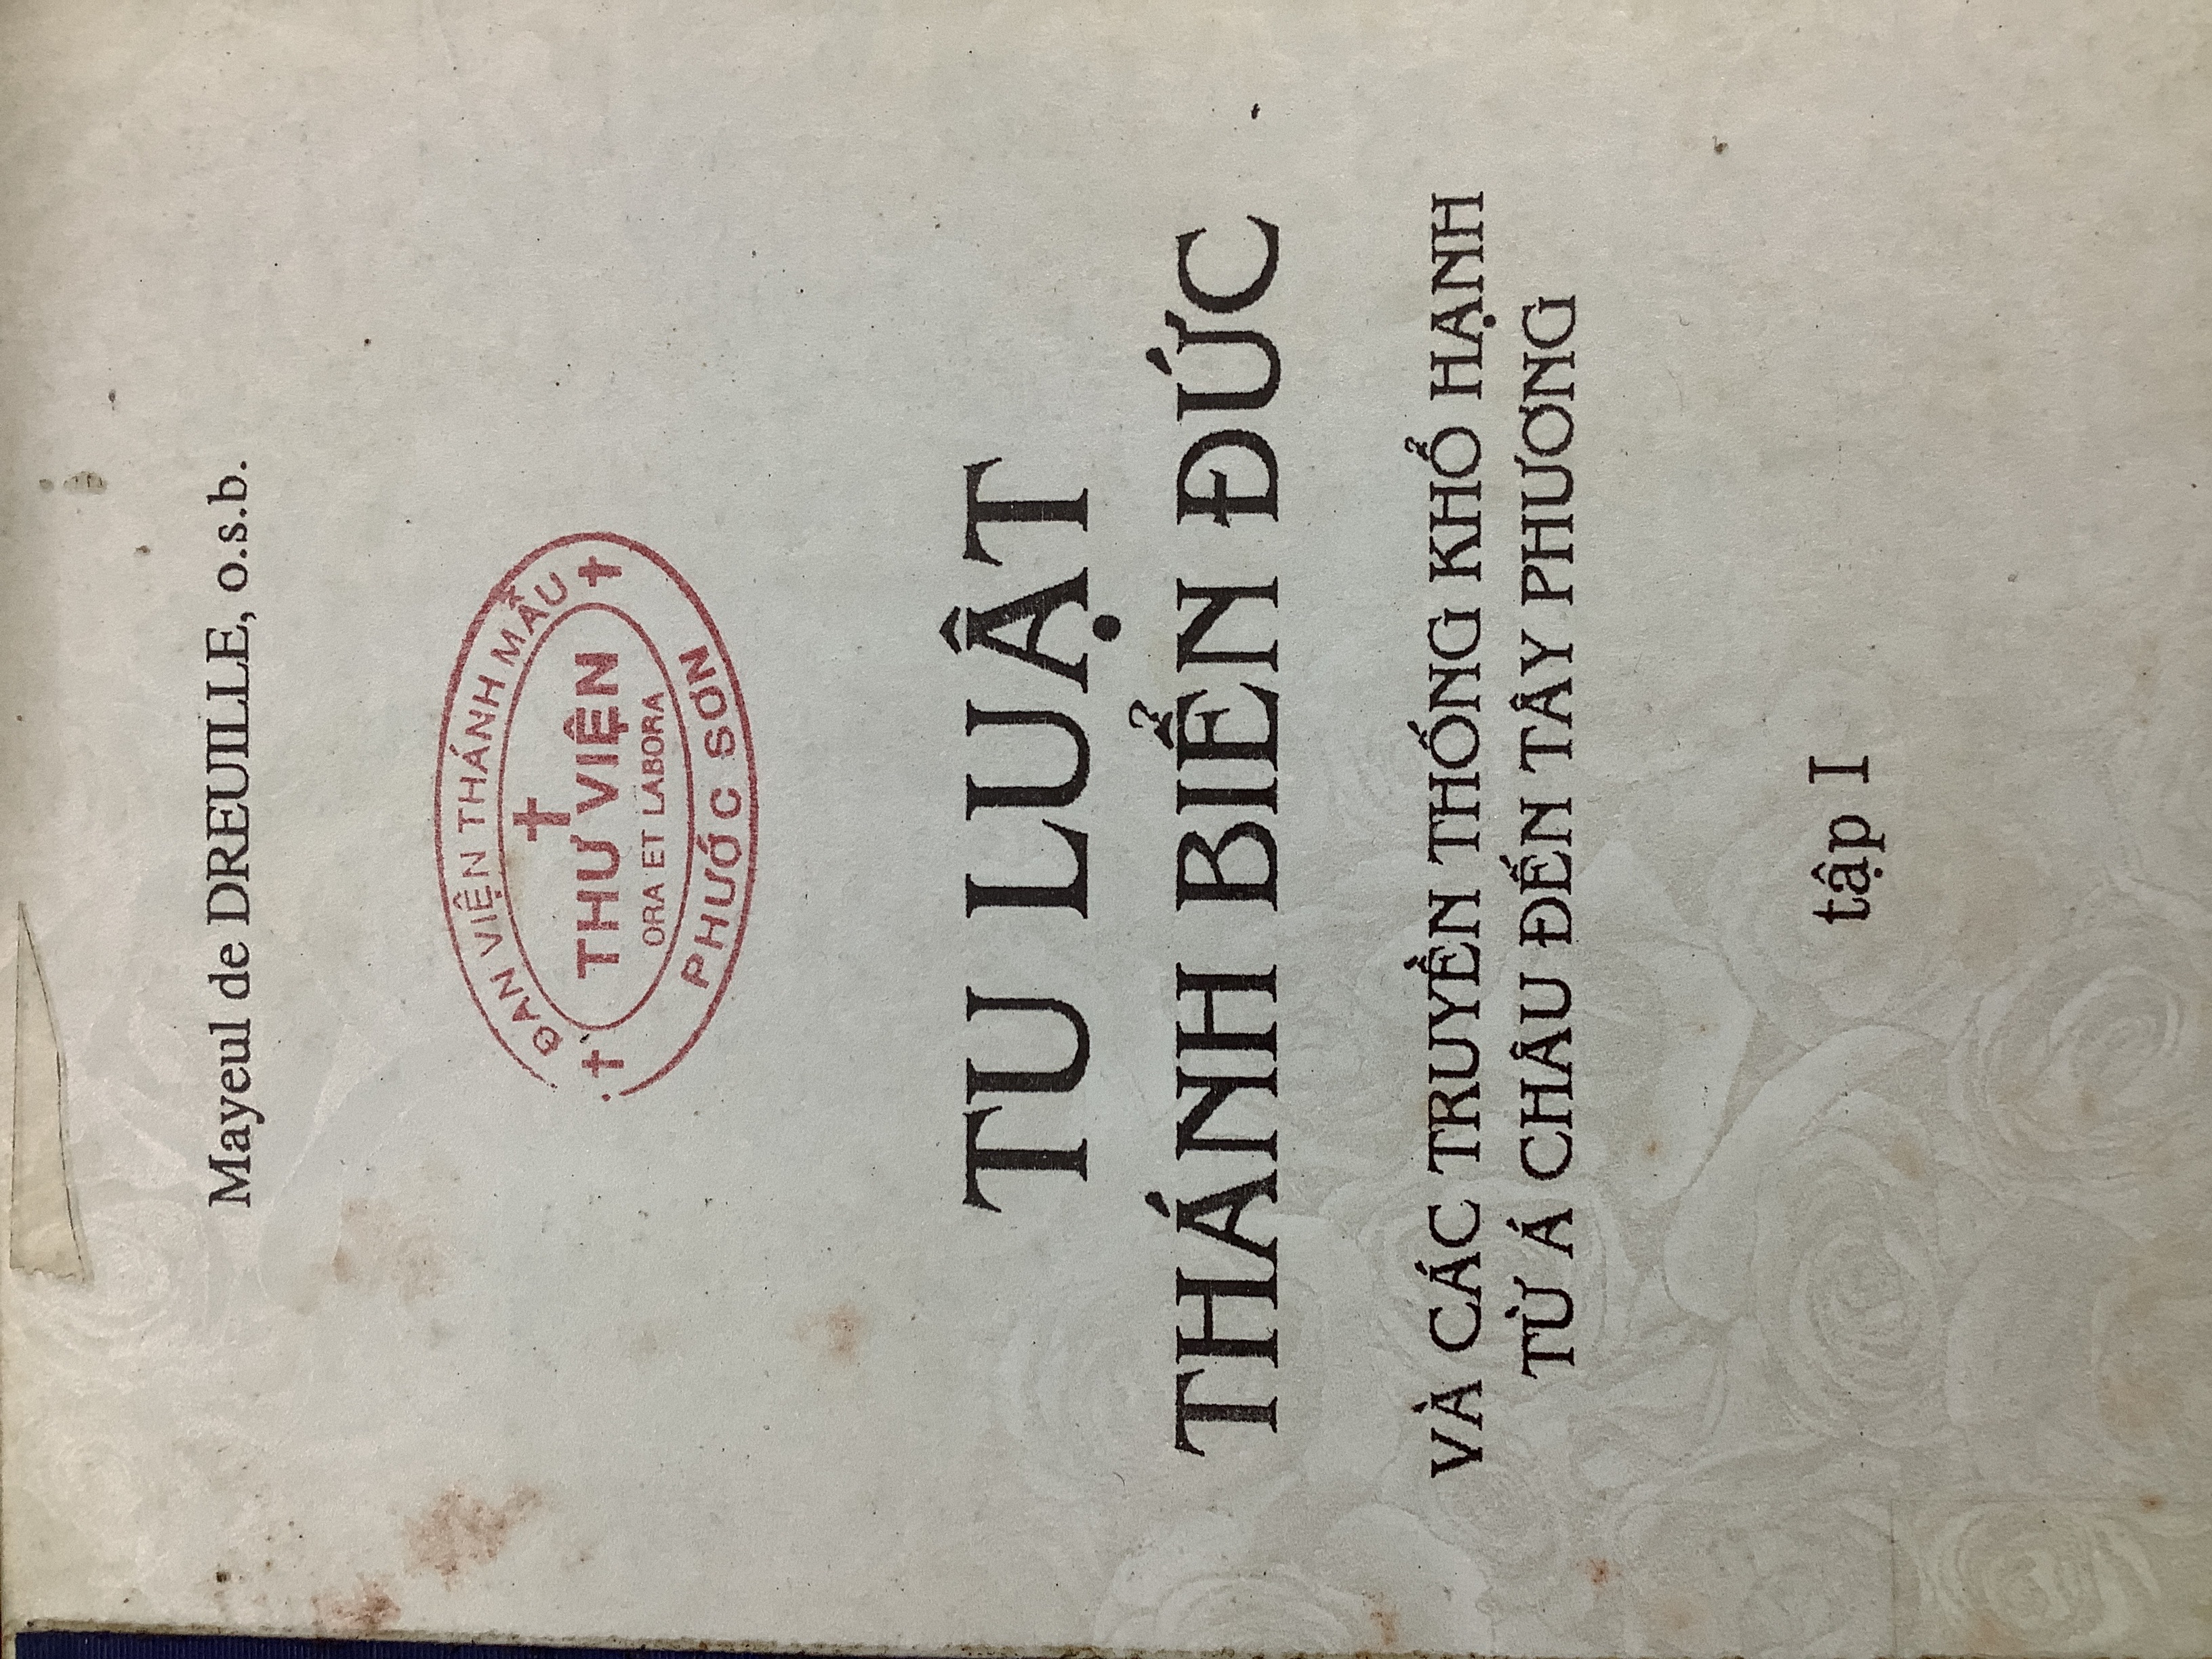 Mayeul de DREUILLE, o.s.b.
ĐAN VIỆN THÁNH MẪU
THƯ VIỆN
ORA ET LABORA
PHƯỚC SƠN
TU LUẬT
THÁNH BIỂN ĐỨC
VÀ CÁC TRUYỀN THỐNG KHỔ HẠNH
TỪ Á CHÂU ĐẾN TÂY PHƯƠNG
tập I